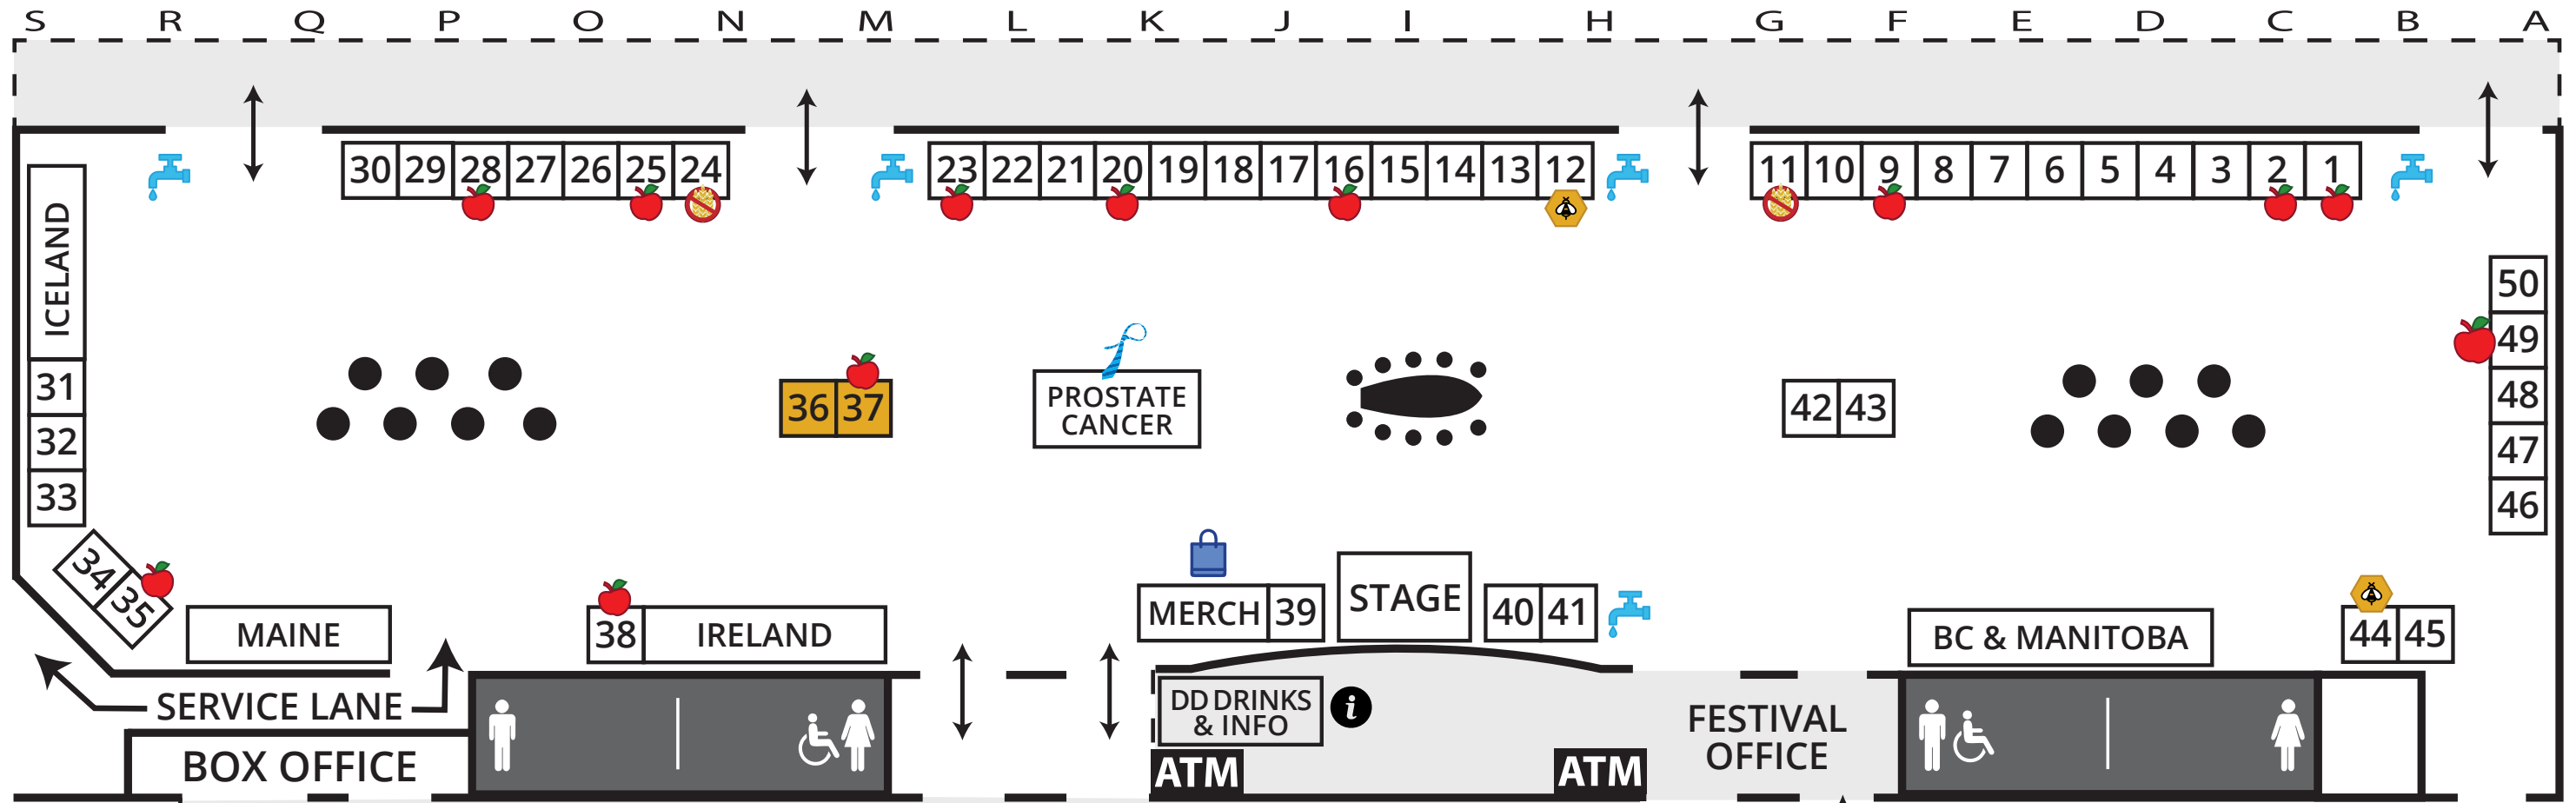 S R Q P O N M L K J I H G F E D C B A
30 29 28 27 26 25 24 23 22 21 20 19 18 17 16 15 14 13 12 11 10 9 8 7 6 5 4 3 2 1
ICELAND
31
32
33
34 35
50
49
48
47
46
36 37
PROSTATE
CANCER
42 43
MAINE
38 IRELAND
MERCH 39
STAGE
40 41
BC & MANITOBA
44 45
SERVICE LANE
BOX OFFICE
DD DRINKS
& INFO
i
ATM
ATM
FESTIVAL
OFFICE